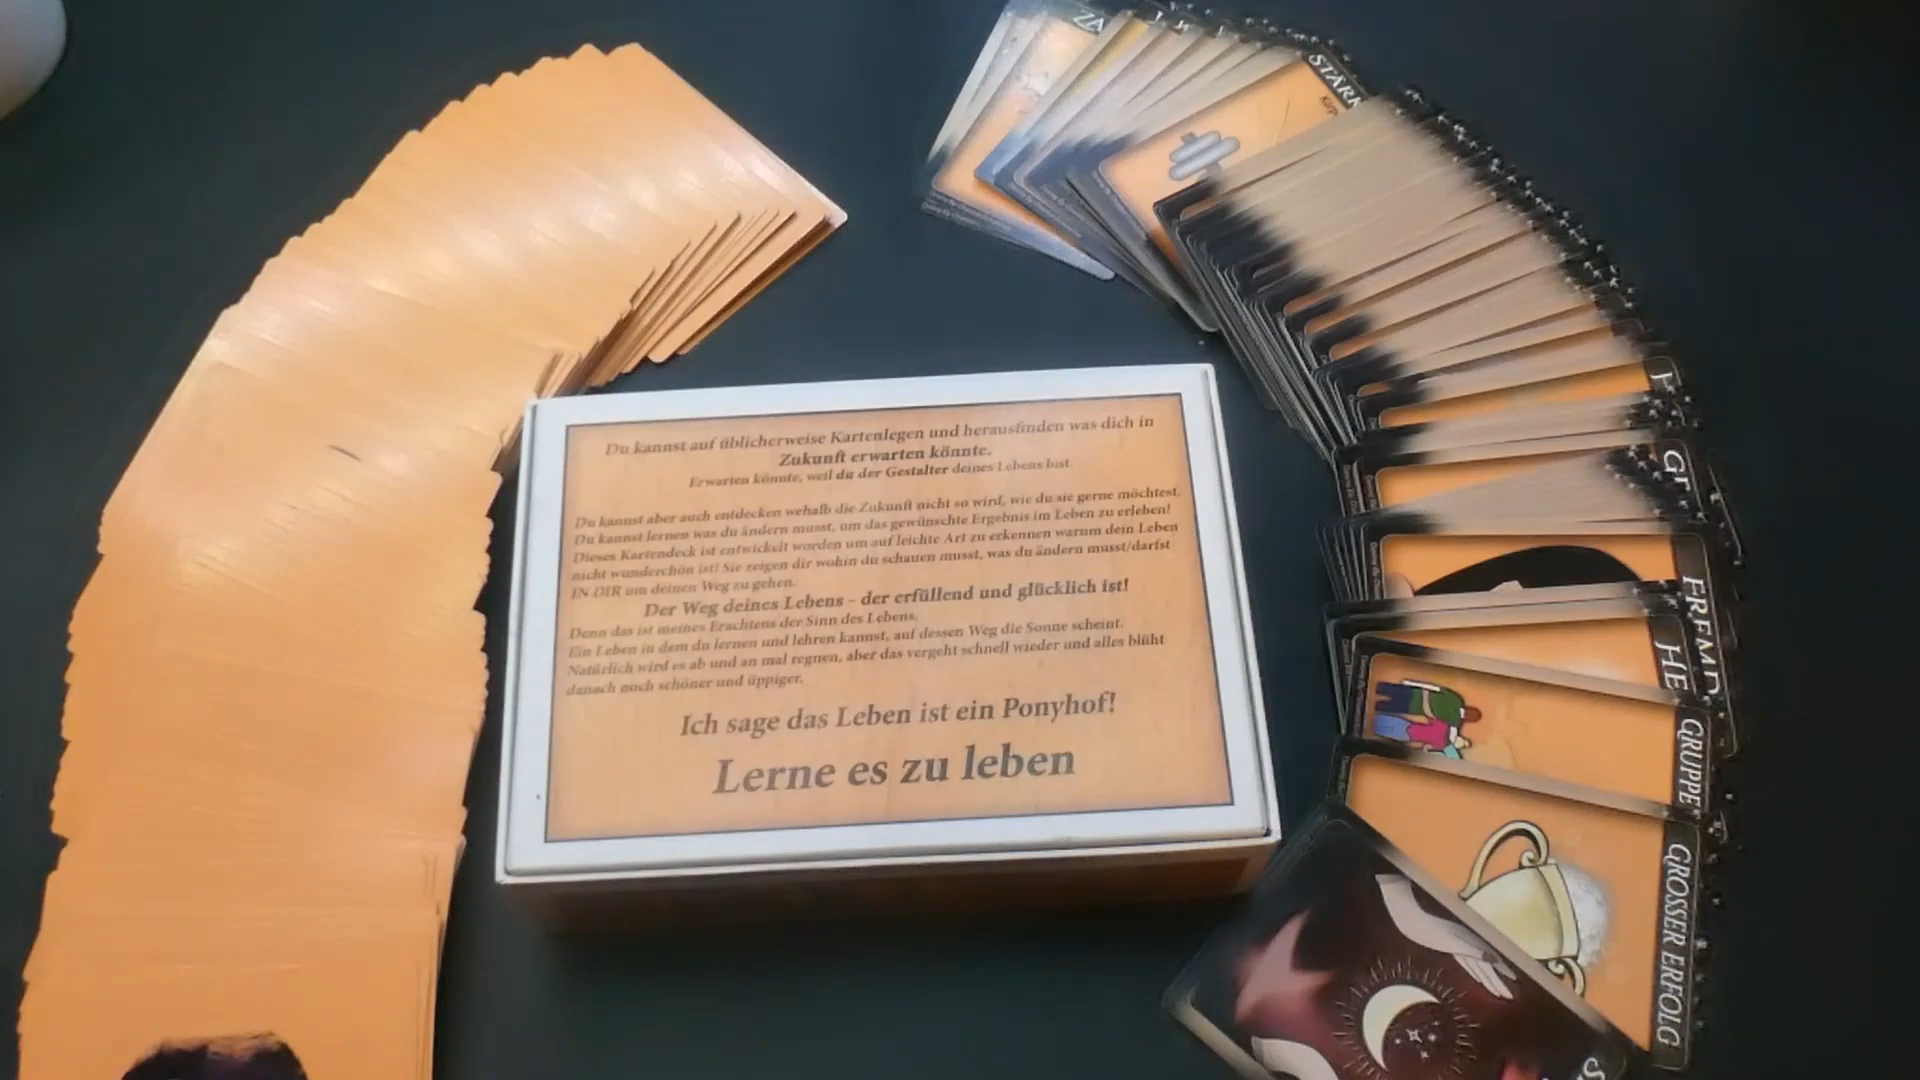 Du kannst auf üblicherweise Kartenlegen und herausfinden was dich in
Zukunft erwarten könnte.
Erwarten könnte, weil du der Gestalter deines Lebens bist.
Du kannst aber auch entdecken wehalb die Zukunft nicht so wird, wie du sie gerne möchtest.
Du kannst lernen was du ändern musst, um das gewünschte Ergebnis im Leben zu erleben!
Dieses Kartendeck ist entwickelt worden um auf leichte Art zu erkennen warum dein Leben
nicht wunderschön ist! Sie zeigen dir wohin du schauen musst, was du ändern musst/darfst
IN DIR um deinen Weg zu gehen.
Der Weg deines Lebens - der erfüllend und glücklich ist!
Denn das ist meines Erachtens der Sinn des Lebens.
Ein Leben in dem du lernen und lehren kannst, auf dessen Weg die Sonne scheint.
Natürlich wird es ab und an mal regnen, aber das vergeht schnell wieder und alles blüht
danach noch schöner und üppiger.
Ich sage das Leben ist ein Ponyhof!
Lerne es zu leben
STÄRK
FREMD
HE
GRUPPE
GROSSER ERFOLG